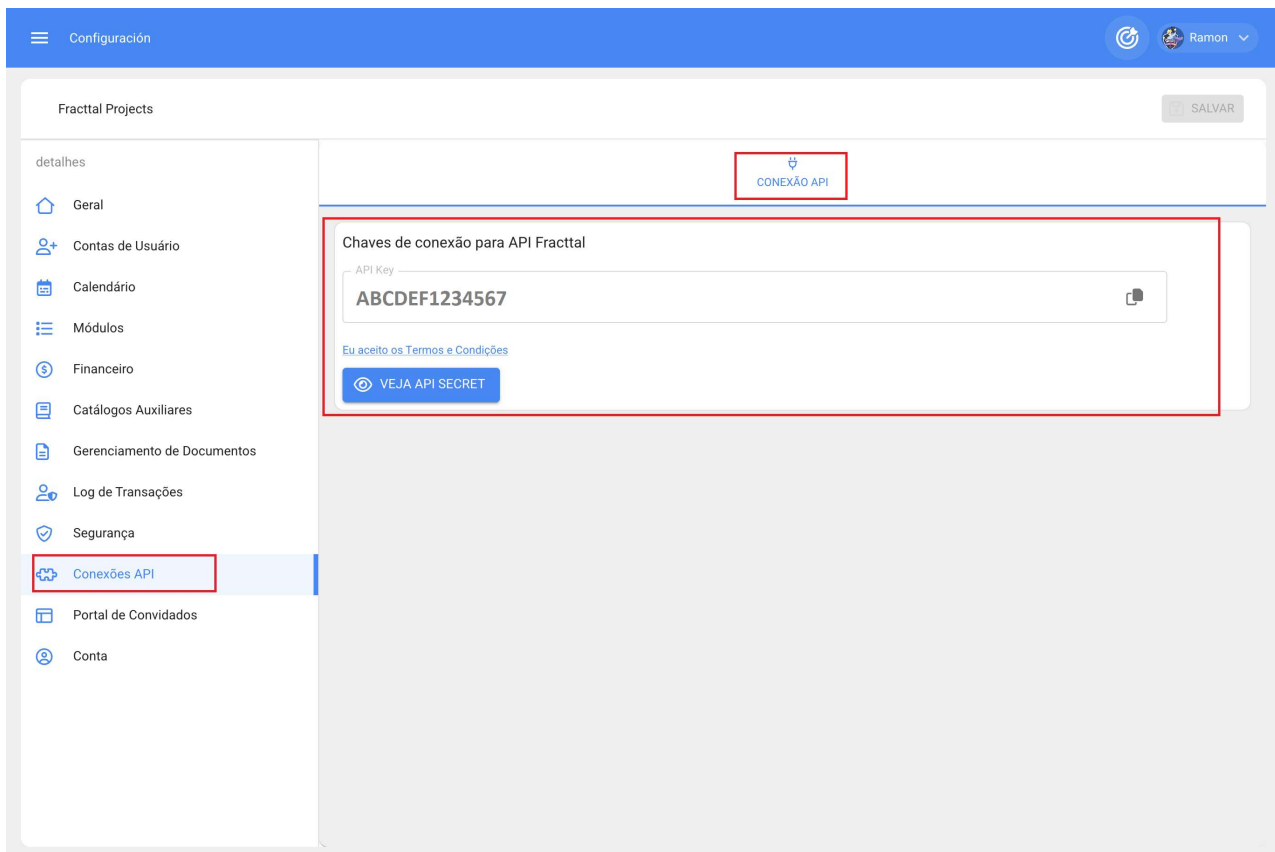 Configuración
Ramon
Fracttal Projects
SALVAR
detalhes
Geral
Contas de Usuário
Calendário
Módulos
Financeiro
Catálogos Auxiliares
Gerenciamento de Documentos
Log de Transações
Segurança
Conexões API
Portal de Convidados
Conta
CONEXÃO API
Chaves de conexão para API Fracttal
API Key
ABCDEF1234567
Eu aceito os Termos e Condições
VEJA API SECRET